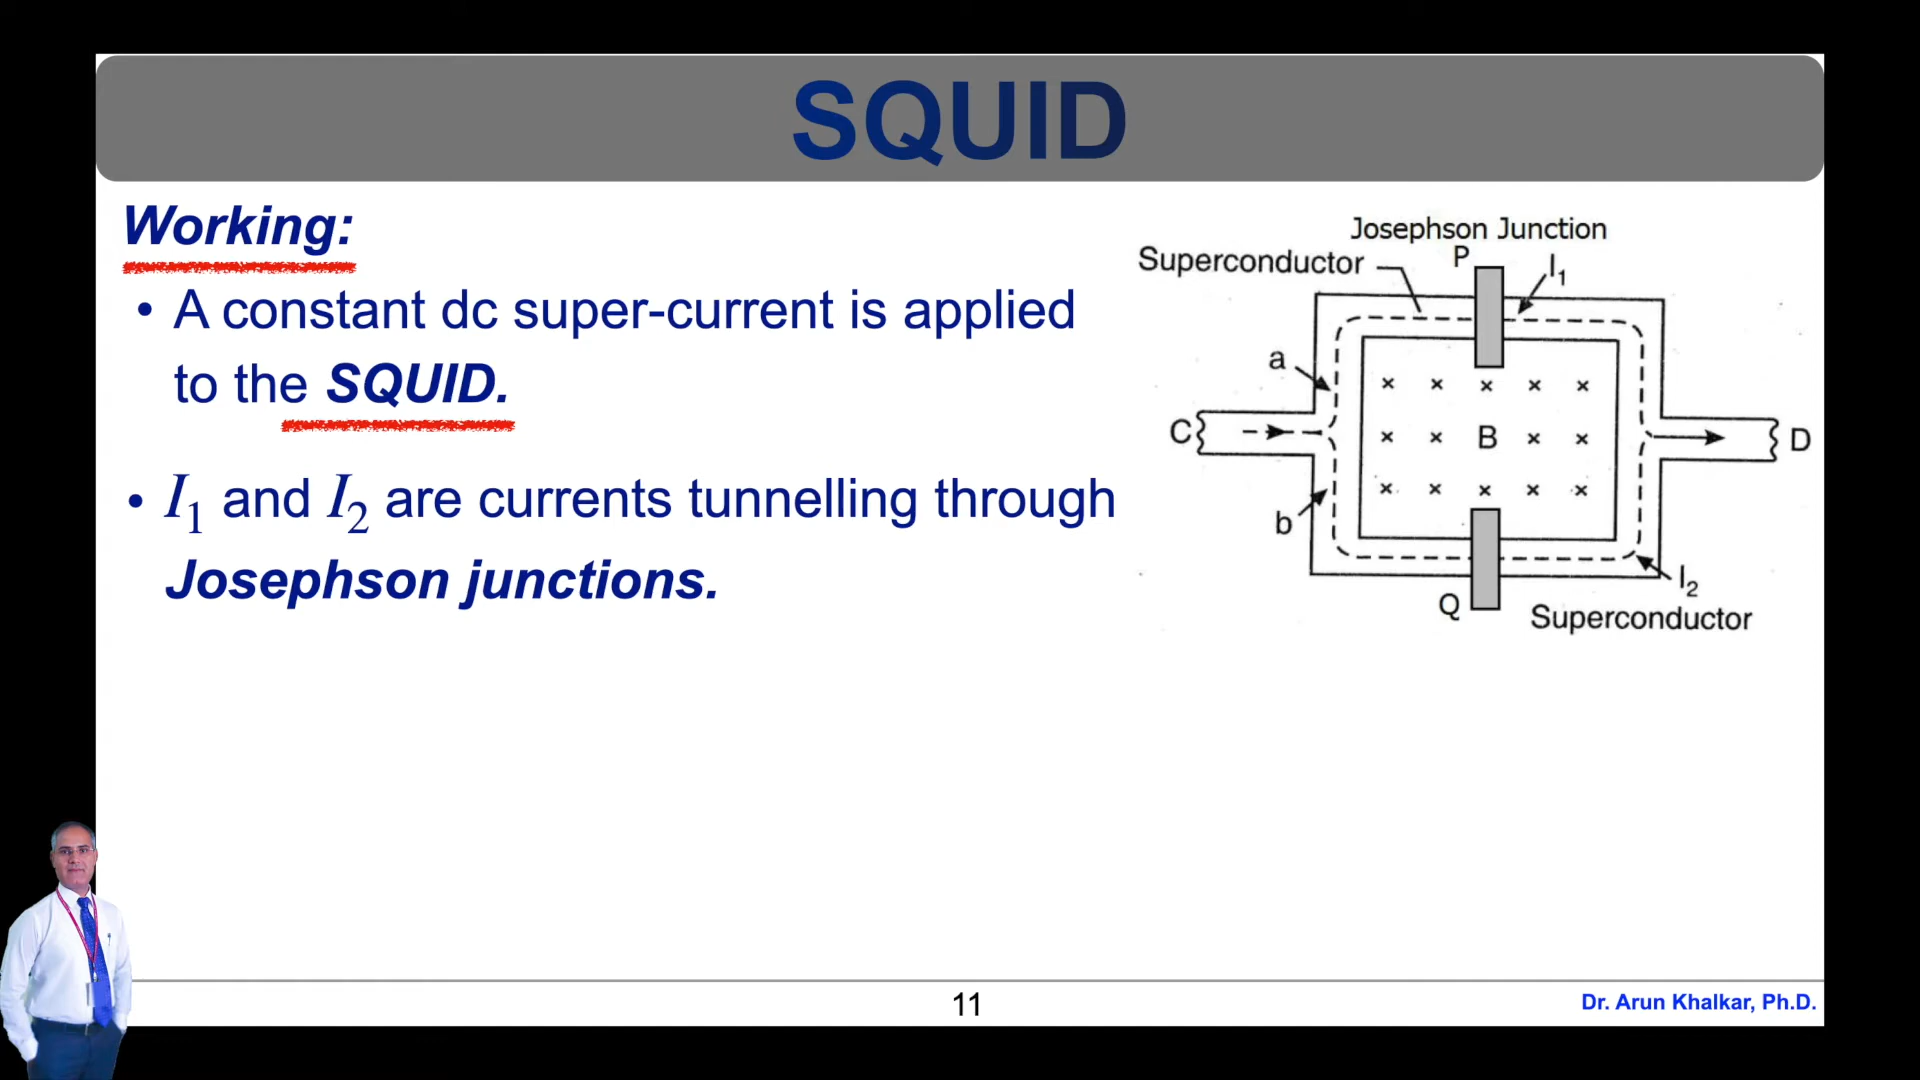 SQUID
Working:
• A constant dc super-current is applied
to the SQUID.
• I₁ and I₂ are currents tunnelling through
Josephson junctions.
Josephson Junction
Superconductor
P
I₁
a
C
B
D
b
I₂
Q
Superconductor
11
Dr. Arun Khalkar, Ph.D.